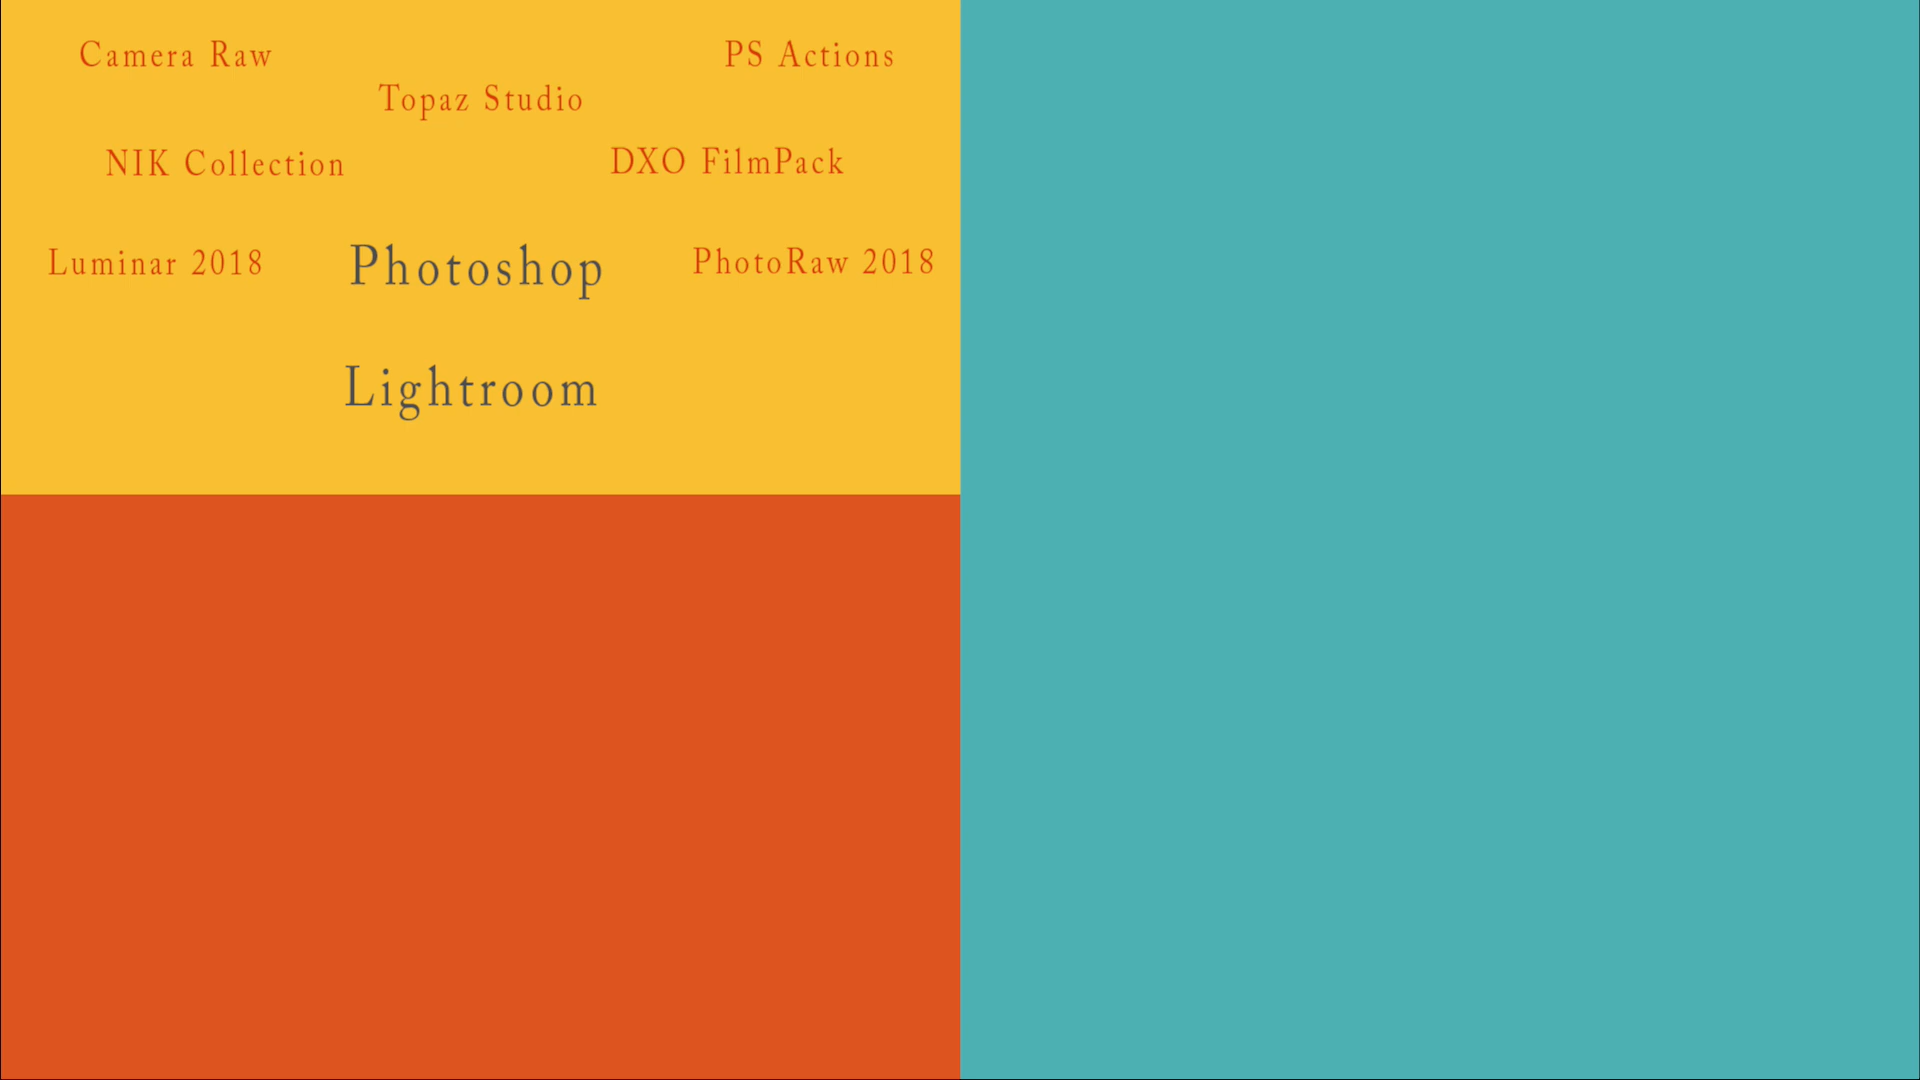 Camera Raw
PS Actions
Topaz Studio
NIK Collection
DXO FilmPack
Luminar 2018
Photoshop
PhotoRaw 2018
Lightroom